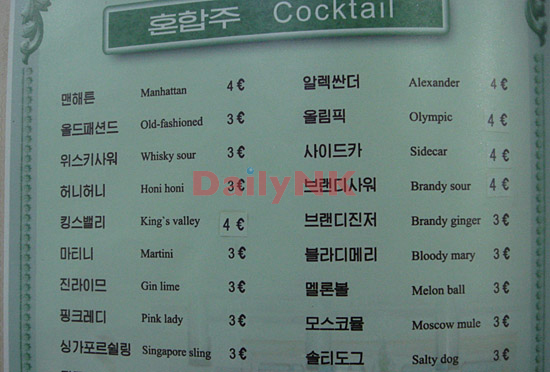 혼합주 Cocktail
맨해튼 Manhattan 4 €
올드패션드 Old-fashioned 3 €
위스키사워 Whisky sour 3 €
허니허니 Honi honi 3 €
킹스밸리 King`s valley 4 €
마티니 Martini 3 €
진라이므 Gin lime 3 €
핑크레디 Pink lady 3 €
싱가포르쉴링 Singapore sling 3 €
알렉싼더 Alexander 4 €
올림픽 Olympic 4 €
사이드카 Sidecar 4 €
브랜디사워 Brandy sour 4 €
브랜디진저 Brandy ginger 3 €
블라디메리 Bloody mary 3 €
멜론볼 Melon ball 3 €
모스코뮬 Moscow mule 3 €
솔티도그 Salty dog 3 €
DailyNK